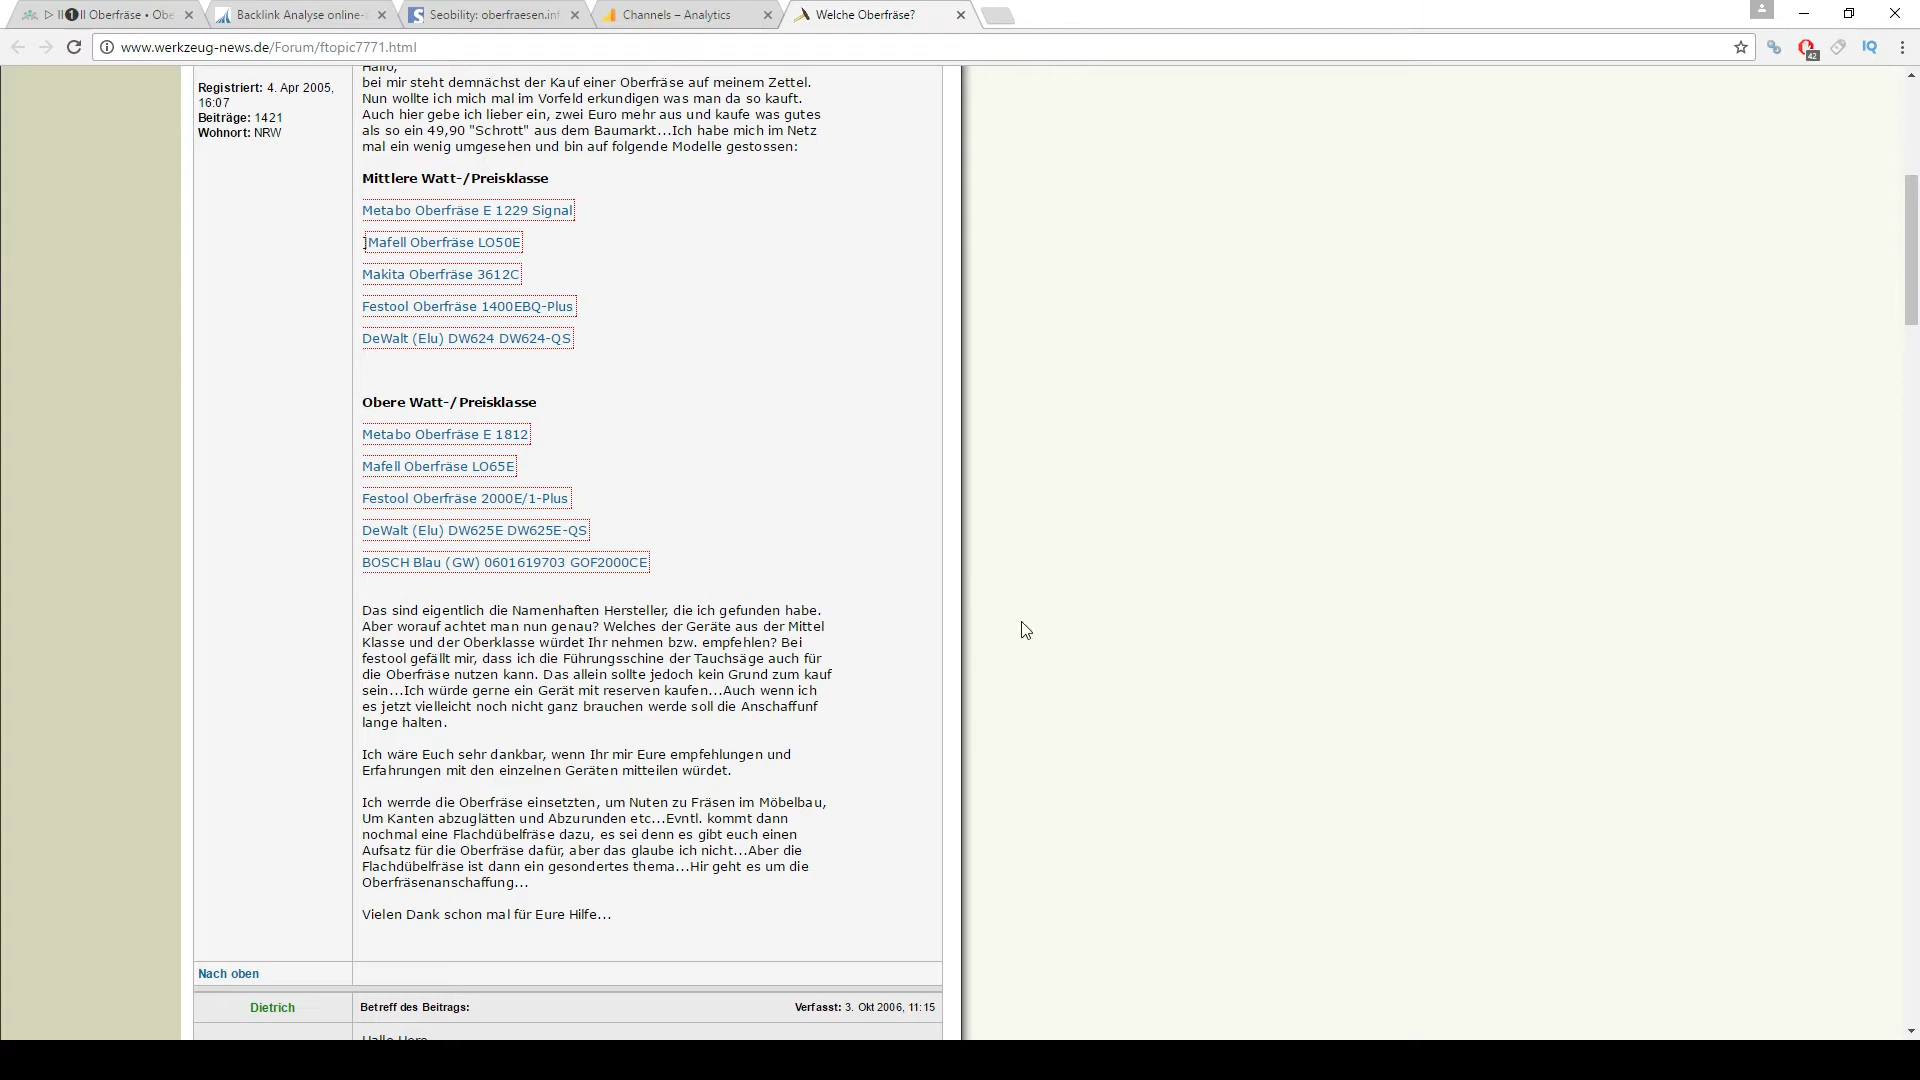 ll❶ll Oberfräse • Obe
Backlink Analyse online-
Seobility: oberfraesen.inf
Channels – Analytics
Welche Oberfräse?
www.werkzeug-news.de/Forum/ftopic7771.html
42
IQ
Registriert: 4. Apr 2005,
16:07
Beiträge: 1421
Wohnort: NRW
Hallo,
bei mir steht demnächst der Kauf einer Oberfräse auf meinem Zettel.
Nun wollte ich mich mal im Vorfeld erkundigen was man da so kauft.
Auch hier gebe ich lieber ein, zwei Euro mehr aus und kaufe was gutes
als so ein 49,90 "Schrott" aus dem Baumarkt...Ich habe mich im Netz
mal ein wenig umgesehen und bin auf folgende Modelle gestossen:
Mittlere Watt-/Preisklasse
Metabo Oberfräse E 1229 Signal
]Mafell Oberfräse LO50E
Makita Oberfräse 3612C
Festool Oberfräse 1400EBQ-Plus
DeWalt (Elu) DW624 DW624-QS
Obere Watt-/Preisklasse
Metabo Oberfräse E 1812
Mafell Oberfräse LO65E
Festool Oberfräse 2000E/1-Plus
DeWalt (Elu) DW625E DW625E-QS
BOSCH Blau (GW) 0601619703 GOF2000CE
Das sind eigentlich die Namenhaften Hersteller, die ich gefunden habe.
Aber worauf achtet man nun genau? Welches der Geräte aus der Mittel
Klasse und der Oberklasse würdet Ihr nehmen bzw. empfehlen? Bei
festool gefällt mir, dass ich die Führungsschine der Tauchsäge auch für
die Oberfräse nutzen kann. Das allein sollte jedoch kein Grund zum kauf
sein...Ich würde gerne ein Gerät mit reserven kaufen...Auch wenn ich
es jetzt vielleicht noch nicht ganz brauchen werde soll die Anschaffunf
lange halten.
Ich wäre Euch sehr dankbar, wenn Ihr mir Eure empfehlungen und
Erfahrungen mit den einzelnen Geräten mitteilen würdet.
Ich werrde die Oberfräse einsetzten, um Nuten zu Fräsen im Möbelbau,
Um Kanten abzuglätten und Abzurunden etc...Evntl. kommt dann
nochmal eine Flachdübelfräse dazu, es sei denn es gibt euch einen
Aufsatz für die Oberfräse dafür, aber das glaube ich nicht...Aber die
Flachdübelfräse ist dann ein gesondertes thema...Hir geht es um die
Oberfräsenanschaffung...
Vielen Dank schon mal für Eure Hilfe...
Nach oben
Dietrich
Betreff des Beitrags:
Verfasst: 3. Okt 2006, 11:15
Hallo Hero